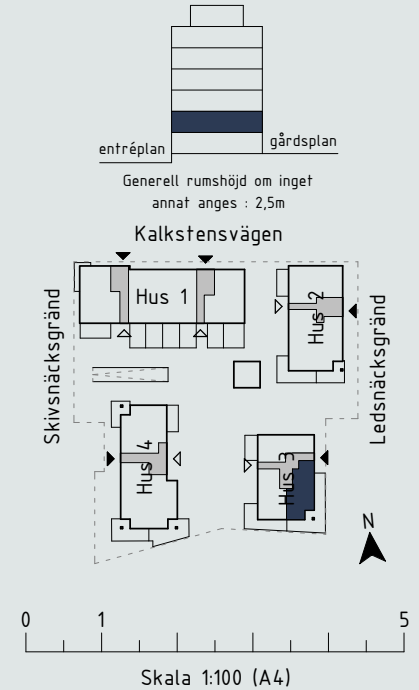 entréplan
gårdsplan
Generell rumshöjd om inget
annat anges : 2,5m
Kalkstensvägen
Skivsnäcksgränd
Hus 1
Hus 2
Ledsnäcksgränd
Hus 4
Hus 3
N
0 1 5
Skala 1:100 (A4)